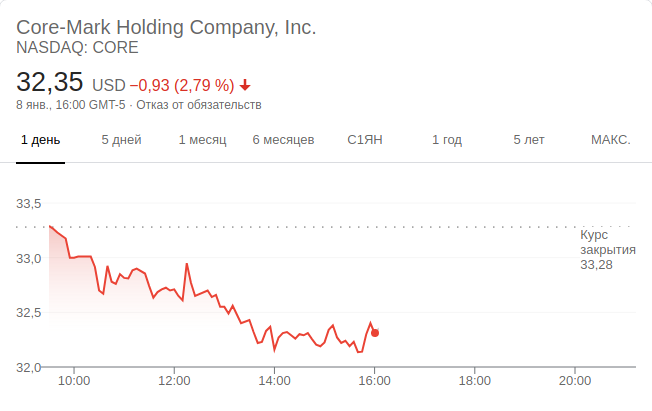 Core-Mark Holding Company, Inc.
NASDAQ: CORE
32,35 USD −0,93 (2,79 %)
8 янв., 16:00 GMT-5 · Отказ от обязательств
1 день 5 дней 1 месяц 6 месяцев С1ЯН 1 год 5 лет МАКС.
33,5
Курс
закрытия
33,28
33,0
32,5
32,0
10:00 12:00 14:00 16:00 18:00 20:00